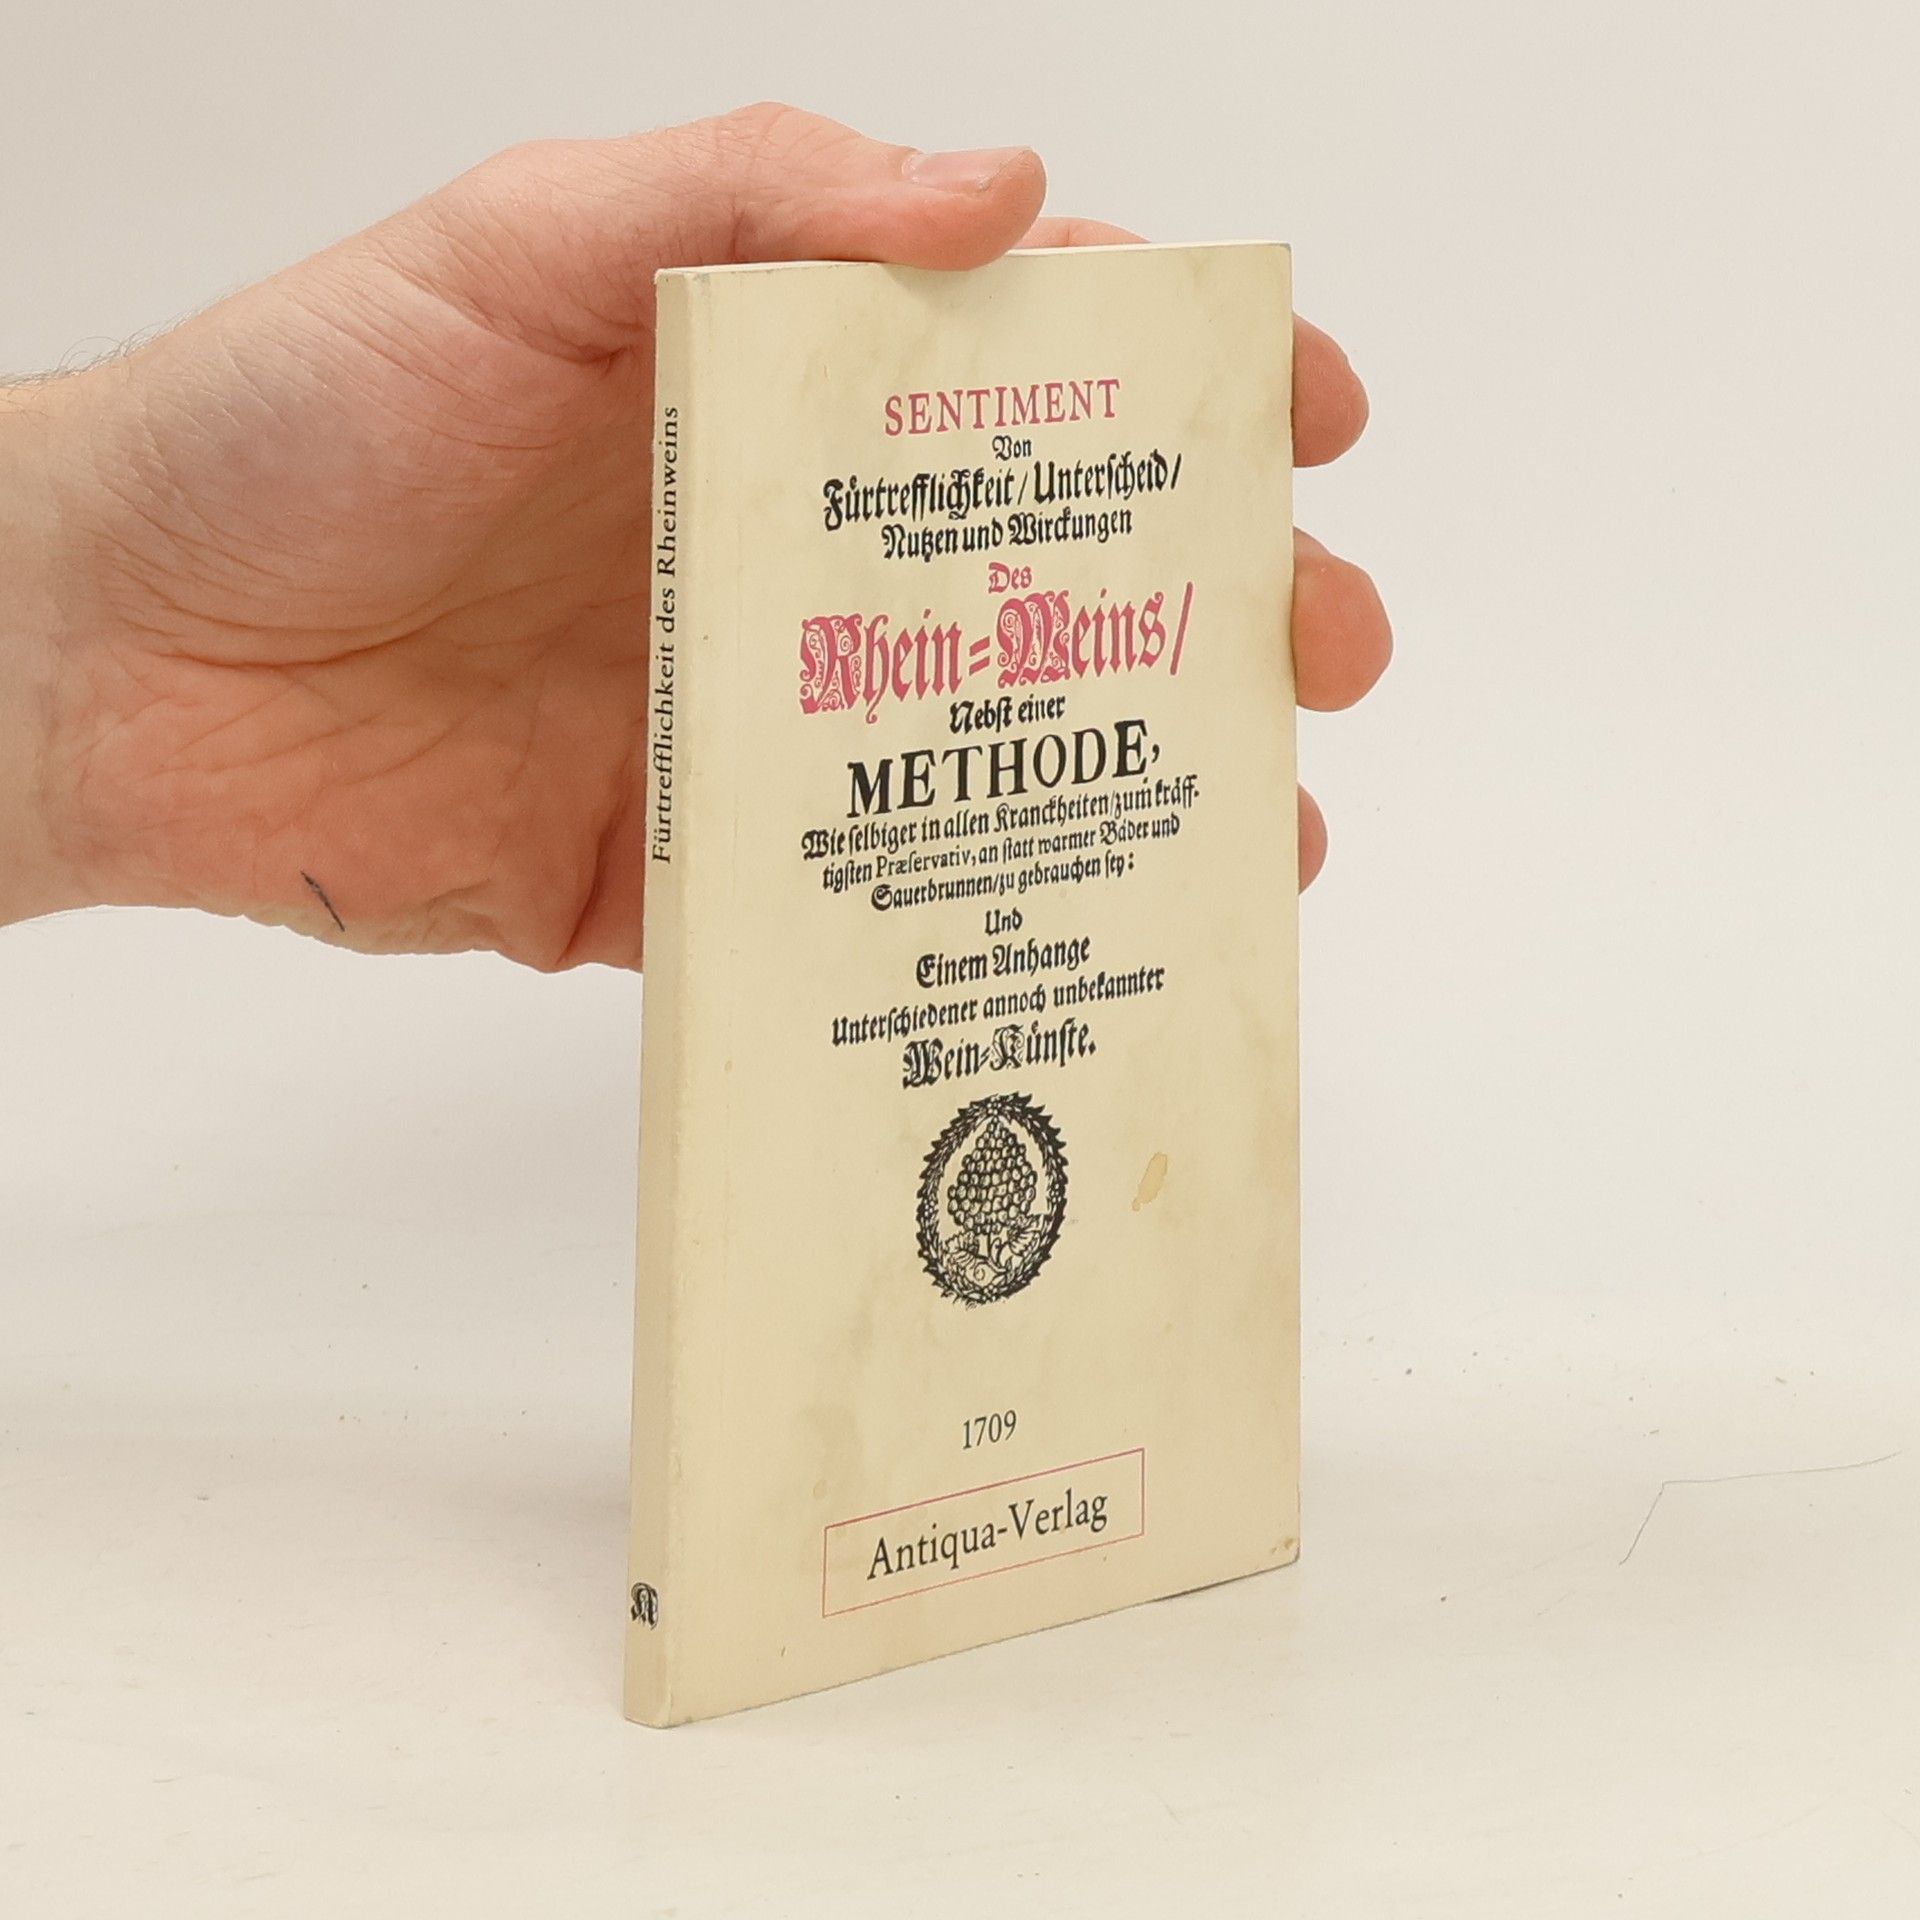 Fürtrefflichkeit des Rheinweins
A
SENTIMENT
Von
Fürtrefflichkeit / Unterscheid /
Nutzen und Wirckungen
Des
Rhein=Weins /
Nebst einer
METHODE,
Wie selbiger in allen Kranckheiten / zum kräff-
tigsten Præservativ, an statt warmer Bäder und
Sauerbrunnen / zu gebrauchen sey:
Und
Einem Anhange
Unterschiedener annoch unbekannter
Wein=Künste.
1709
Antiqua-Verlag